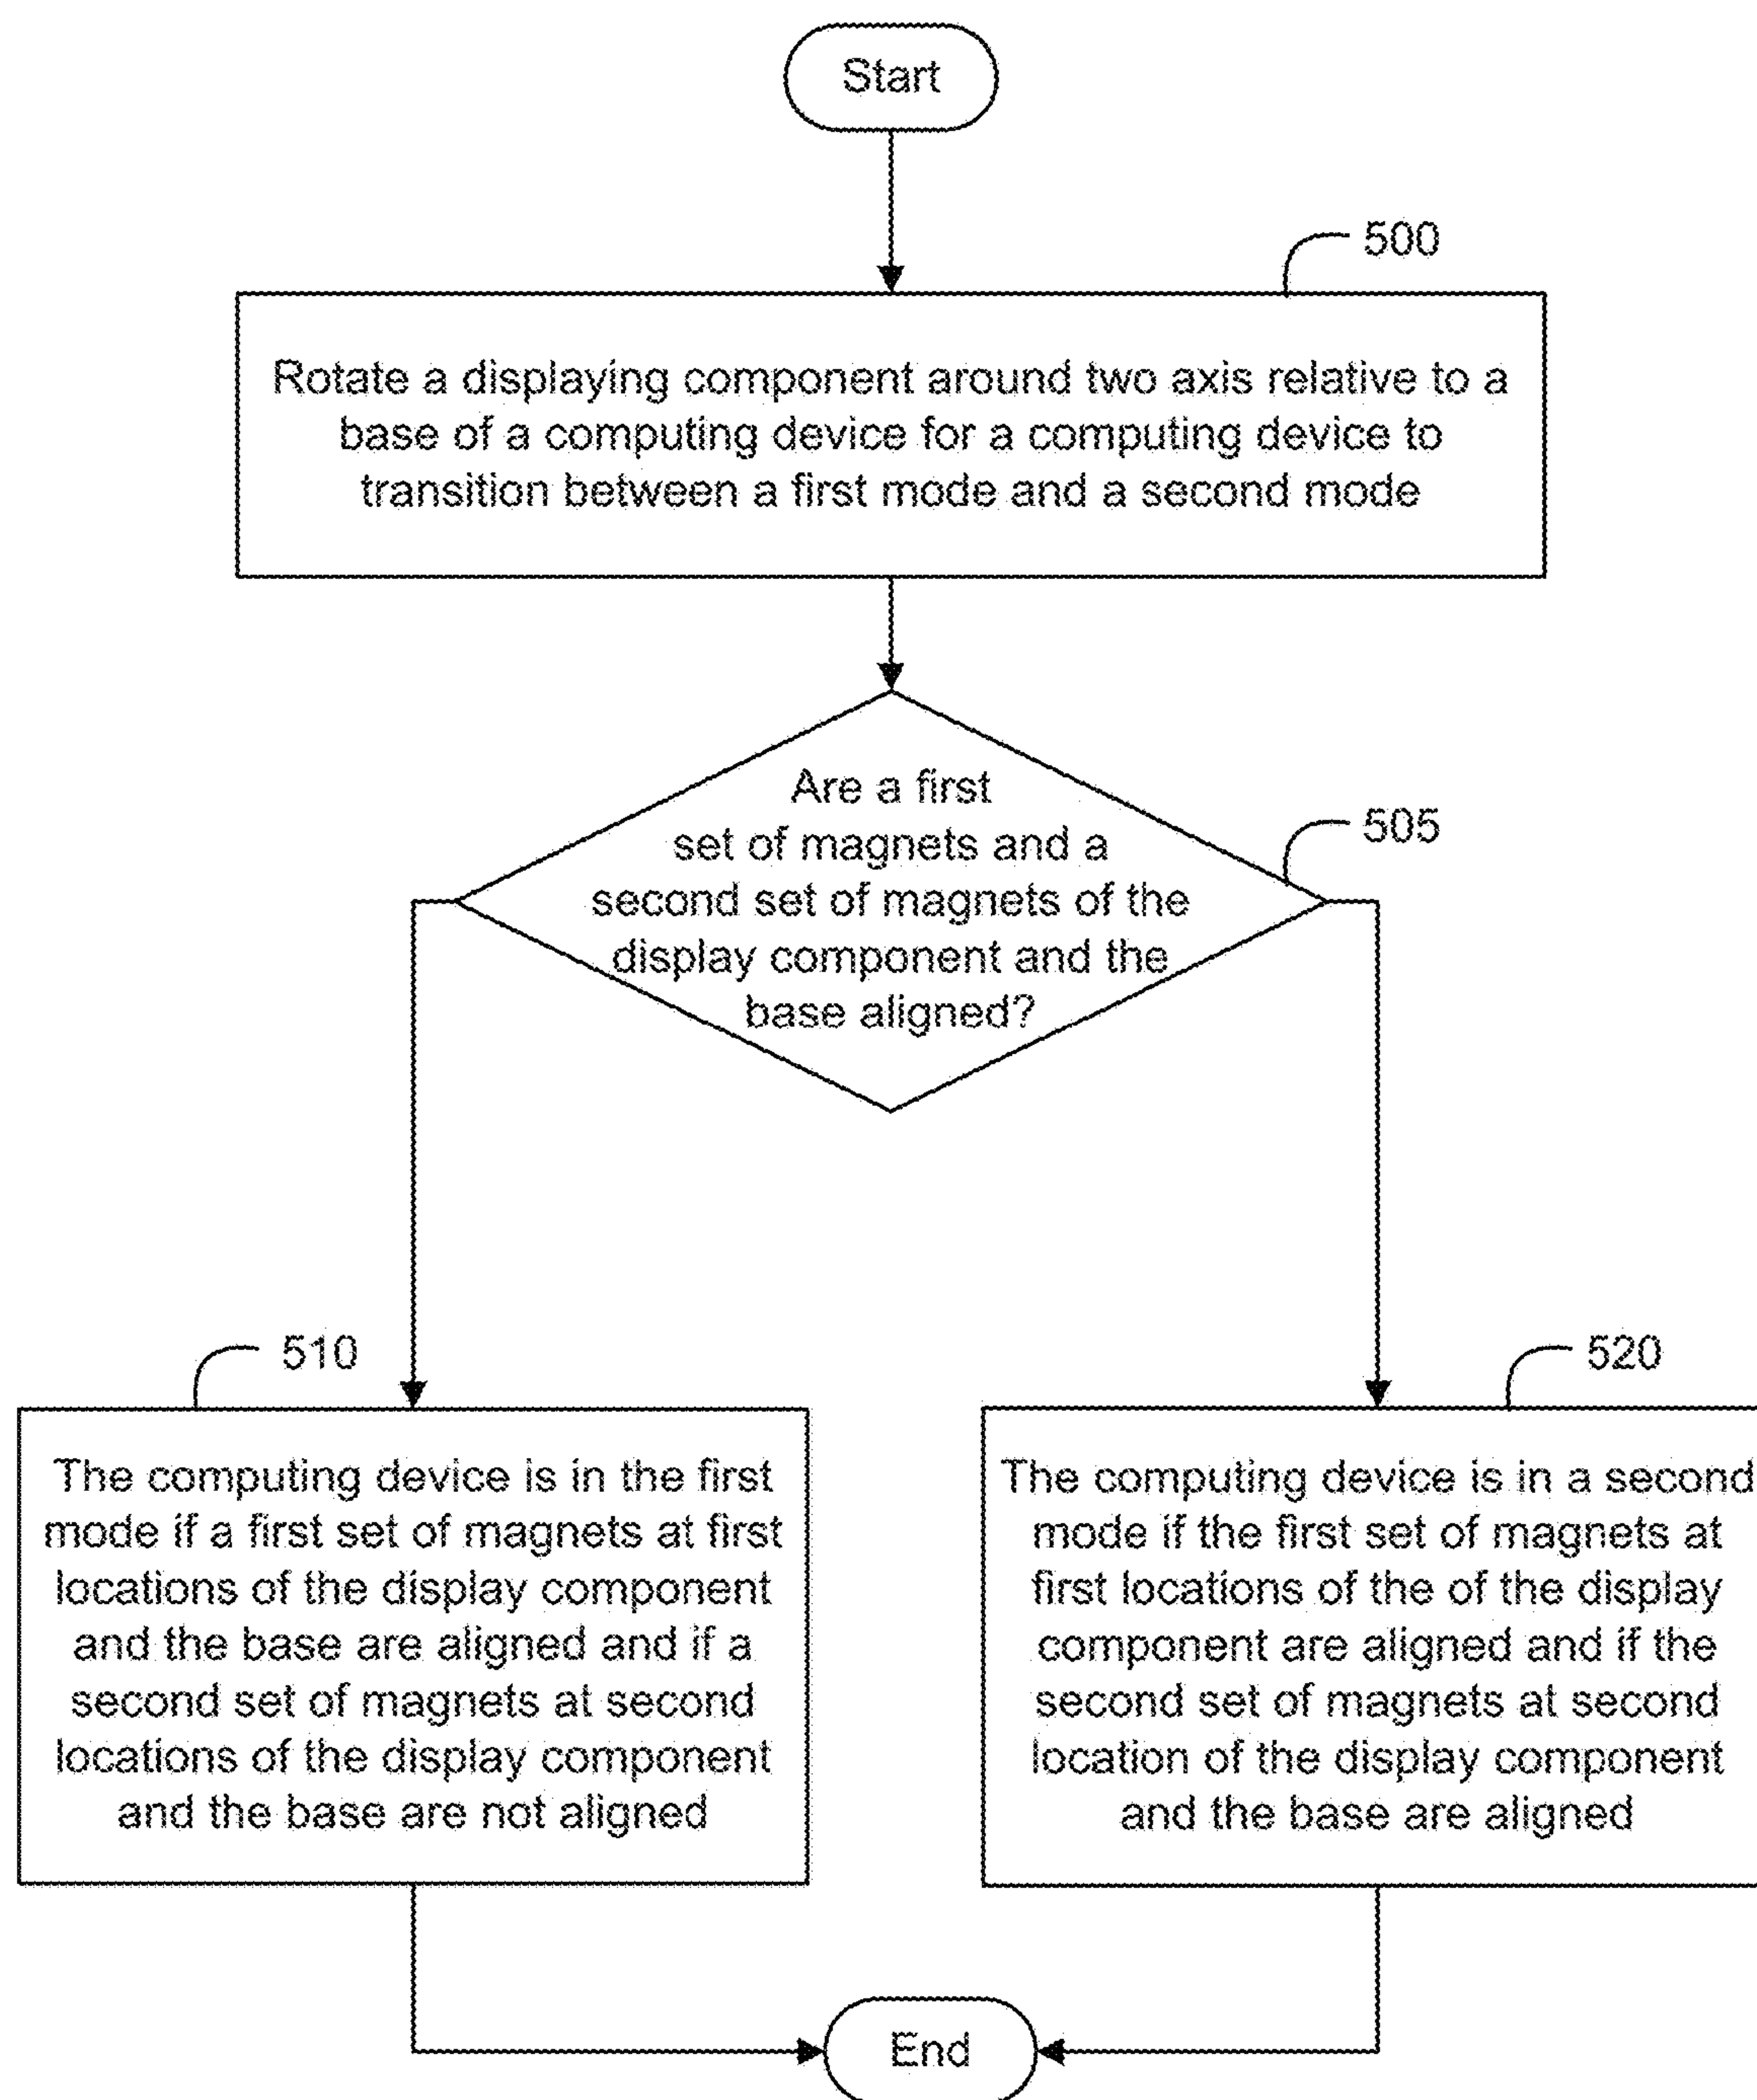 Start
500
Rotate a displaying component around two axis relative to a
base of a computing device for a computing device to
transition between a first mode and a second mode
Are a first
set of magnets and a
second set of magnets of the
display component and the
base aligned?
505
510
The computing device is in the first
mode if a first set of magnets at first
locations of the display component
and the base are aligned and if a
second set of magnets at second
locations of the display component
and the base are not aligned
520
The computing device is in a second
mode if the first set of magnets at
first locations of the of the display
component are aligned and if the
second set of magnets at second
location of the display component
and the base are aligned
End